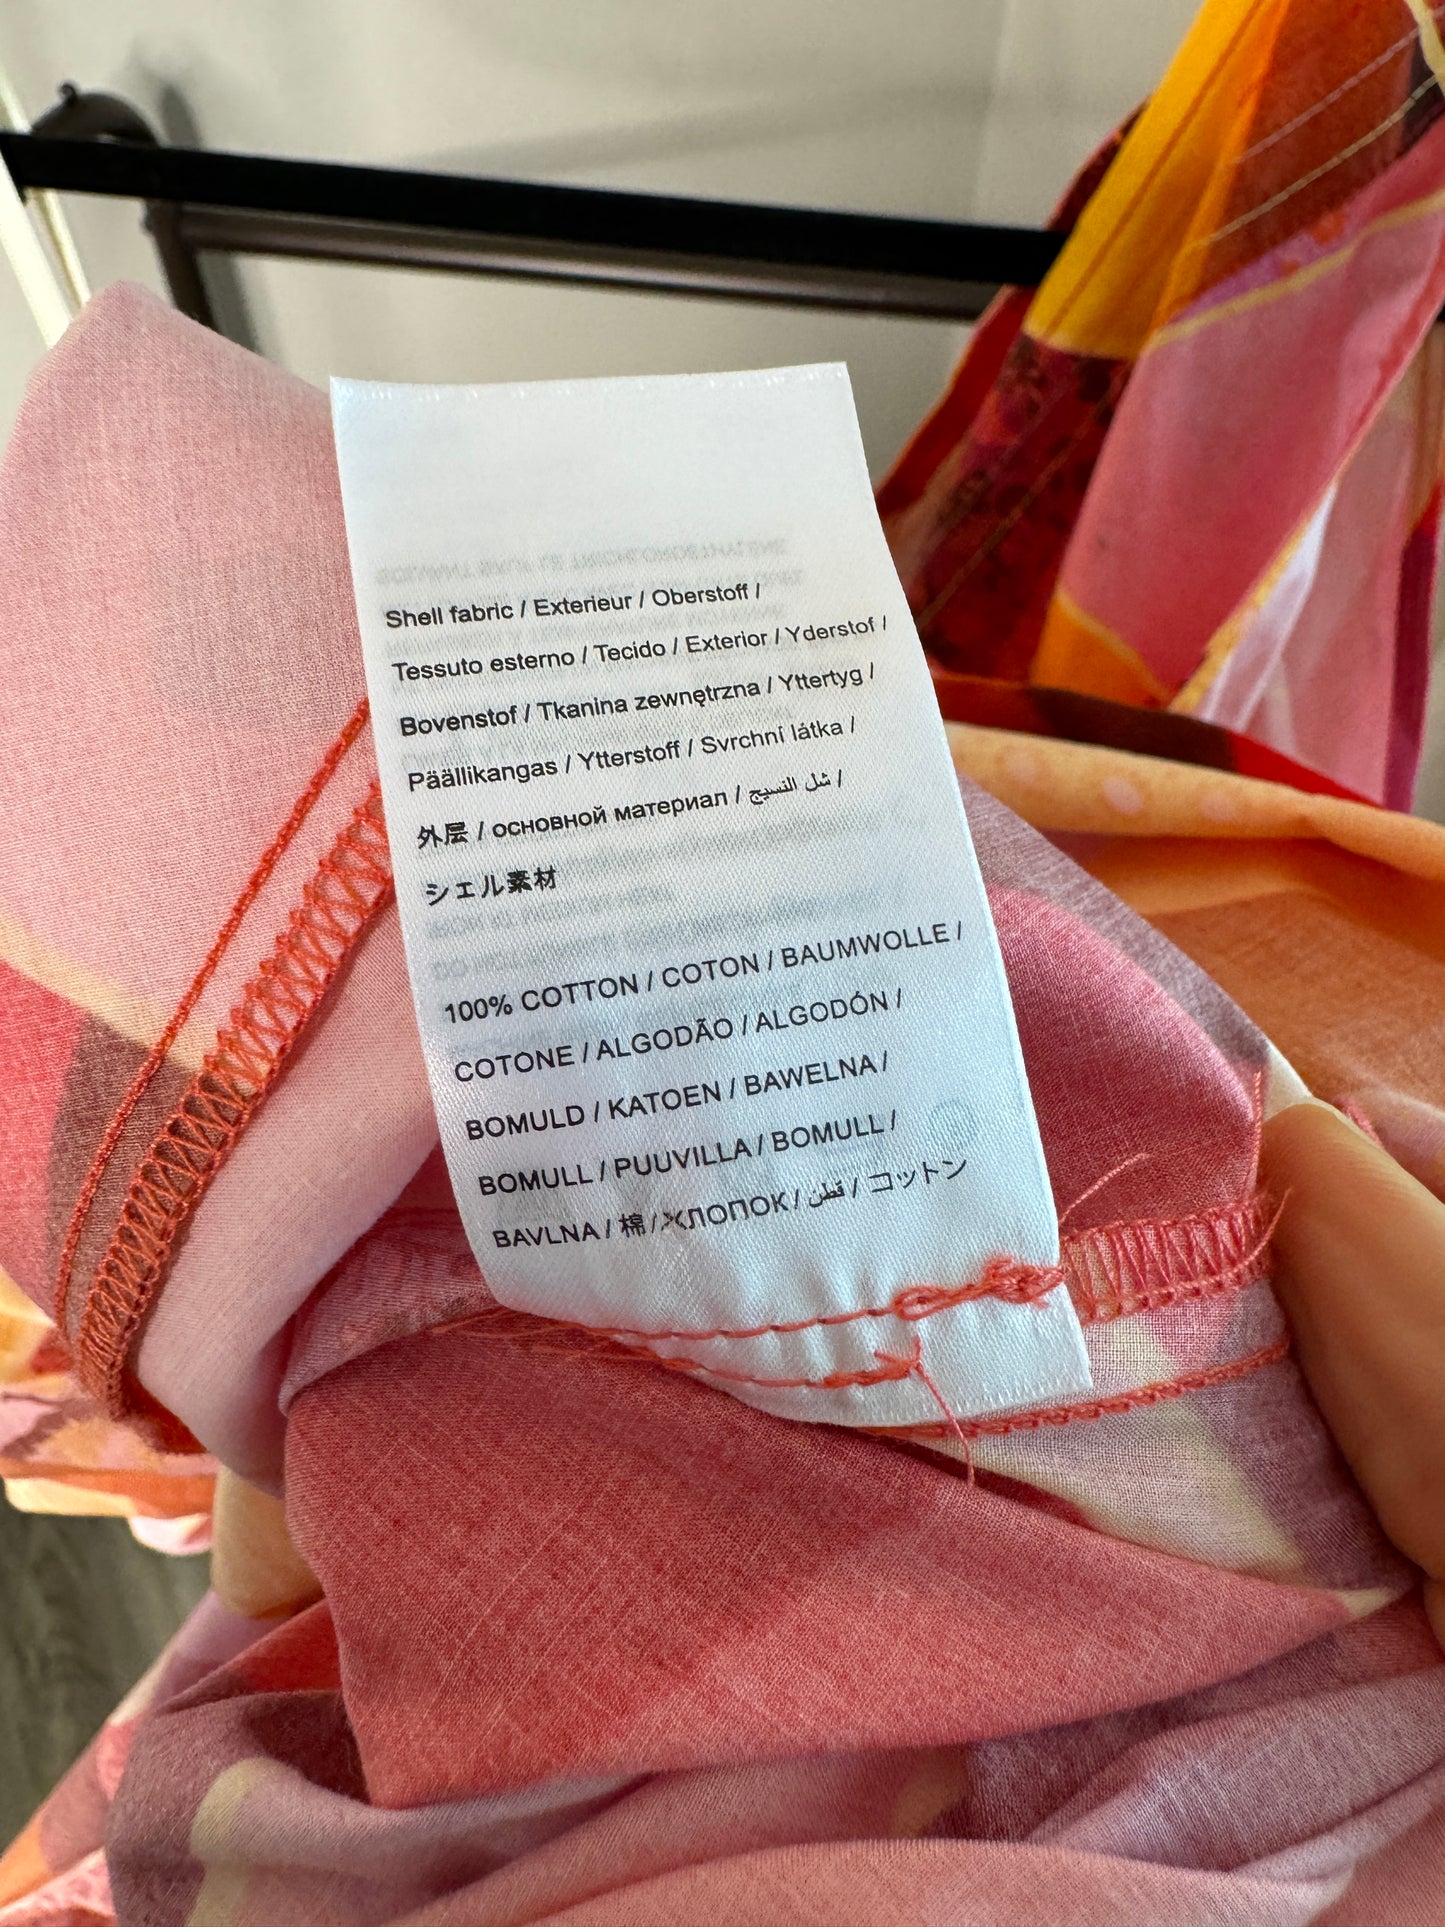 Shell fabric / Exterieur / Oberstoff /
Tessuto esterno / Tecido / Exterior / Yderstof /
Bovenstof / Tkanina zewnętrzna / Yttertyg /
Päällikangas / Ytterstoff / Svrchní látka /
外层 / основной материал / شل النسيج /
シェル素材
100% COTTON / COTON / BAUMWOLLE /
COTONE / ALGODÃO / ALGODÓN /
BOMULD / KATOEN / BAWELNA /
BOMULL / PUUVILLA / BOMULL /
BAVLNA / 棉 / ХЛОПОК / قطن / コットン